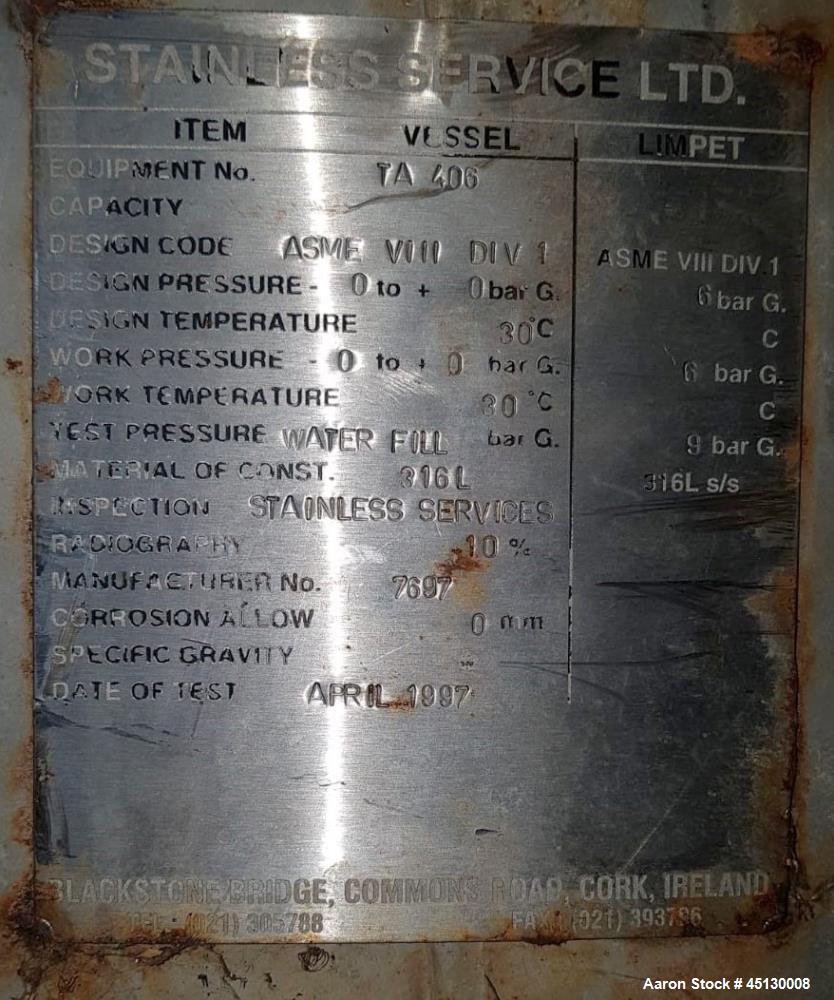 STAINLESS SERVICE LTD.
ITEM VESSEL LIMPET
EQUIPMENT No. TA 406
CAPACITY
DESIGN CODE ASME VIII DIV 1 ASME VIII DIV.1
DESIGN PRESSURE - 0 to + 0 bar G. 6 bar G.
DESIGN TEMPERATURE 30°C C
WORK PRESSURE - 0 to + 0 bar G. 6 bar G.
WORK TEMPERATURE 30°C C
TEST PRESSURE WATER FILL bar G. 9 bar G.
MATERIAL OF CONST. 316L 316L s/s
INSPECTION STAINLESS SERVICES
RADIOGRAPHY 10 %
MANUFACTURER No. 7697
CORROSION ALLOW 0 mm
SPECIFIC GRAVITY
DATE OF TEST APRIL 1997
BLACKSTONE BRIDGE, COMMONS ROAD, CORK, IRELAND
TEL: (021) 305788 FAX: (021) 393786
Aaron Stock # 45130008